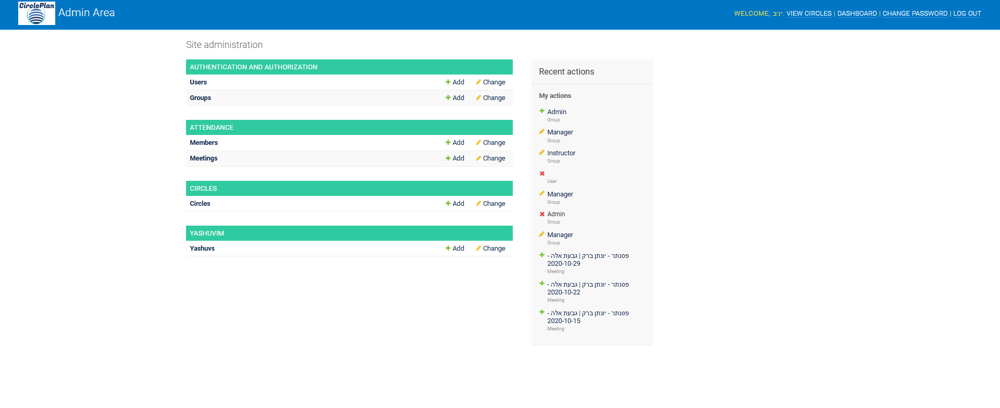 CirclePlan
Admin Area
WELCOME, יניב. VIEW CIRCLES | DASHBOARD | CHANGE PASSWORD | LOG OUT
Site administration
AUTHENTICATION AND AUTHORIZATION
Users Add Change
Groups Add Change
ATTENDANCE
Members Add Change
Meetings Add Change
CIRCLES
Circles Add Change
YASHUVIM
Yashuvs Add Change
Recent actions
My actions
Admin
Group
Manager
Group
Instructor
Group
User
Manager
Group
Admin
Group
Manager
Group
פסנתר - יונתן ברק | גבעת אלה -
2020-10-29
Meeting
פסנתר - יונתן ברק | גבעת אלה -
2020-10-22
Meeting
פסנתר - יונתן ברק | גבעת אלה -
2020-10-15
Meeting